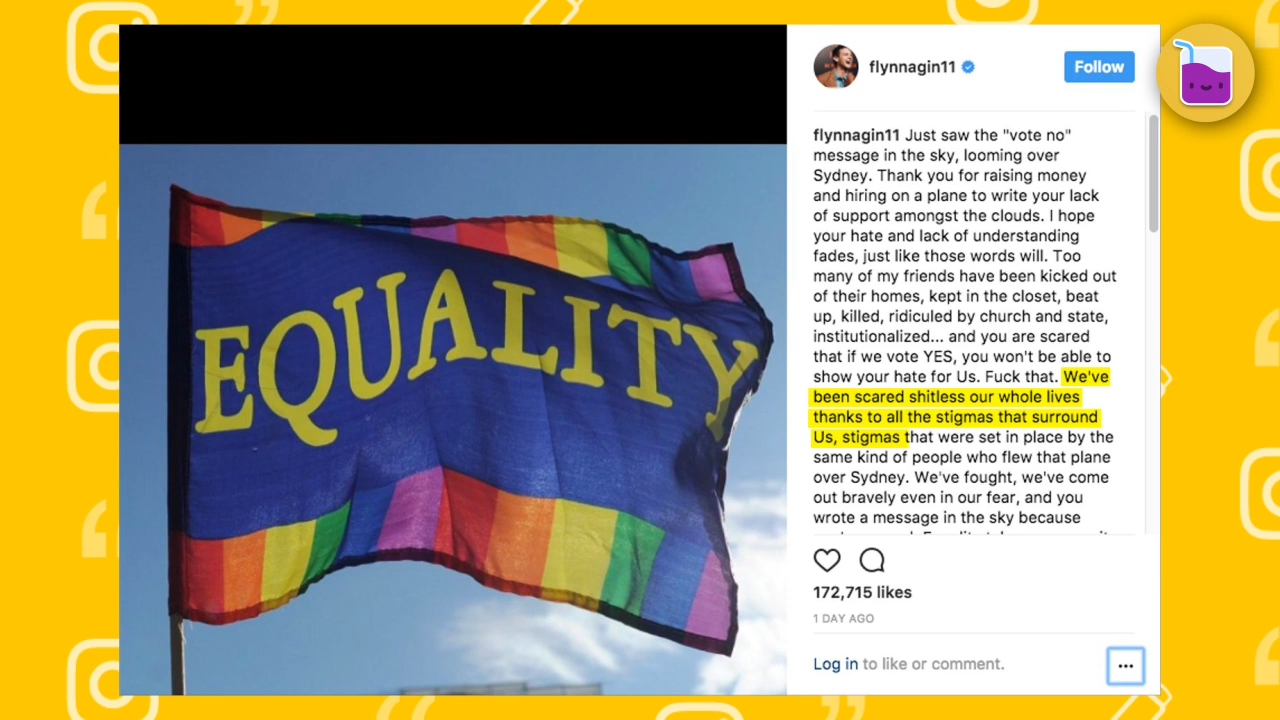 EQUALITY
flynnagin11
Follow
flynnagin11 Just saw the "vote no"
message in the sky, looming over
Sydney. Thank you for raising money
and hiring on a plane to write your lack
of support amongst the clouds. I hope
your hate and lack of understanding
fades, just like those words will. Too
many of my friends have been kicked out
of their homes, kept in the closet, beat
up, killed, ridiculed by church and state,
institutionalized... and you are scared
that if we vote YES, you won't be able to
show your hate for Us. Fuck that. We've
been scared shitless our whole lives
thanks to all the stigmas that surround
Us, stigmas that were set in place by the
same kind of people who flew that plane
over Sydney. We've fought, we've come
out bravely even in our fear, and you
wrote a message in the sky because
172,715 likes
1 DAY AGO
Log in to like or comment.